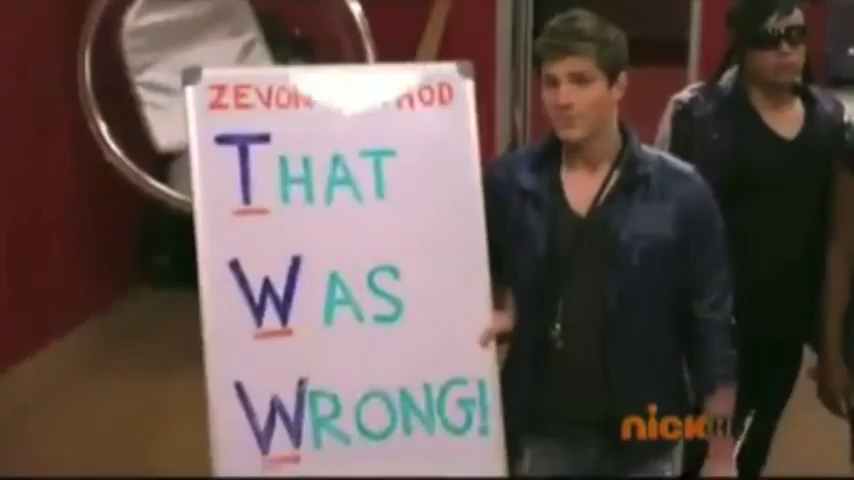 ZEVON
THAT
WAS
WRONG!
nick